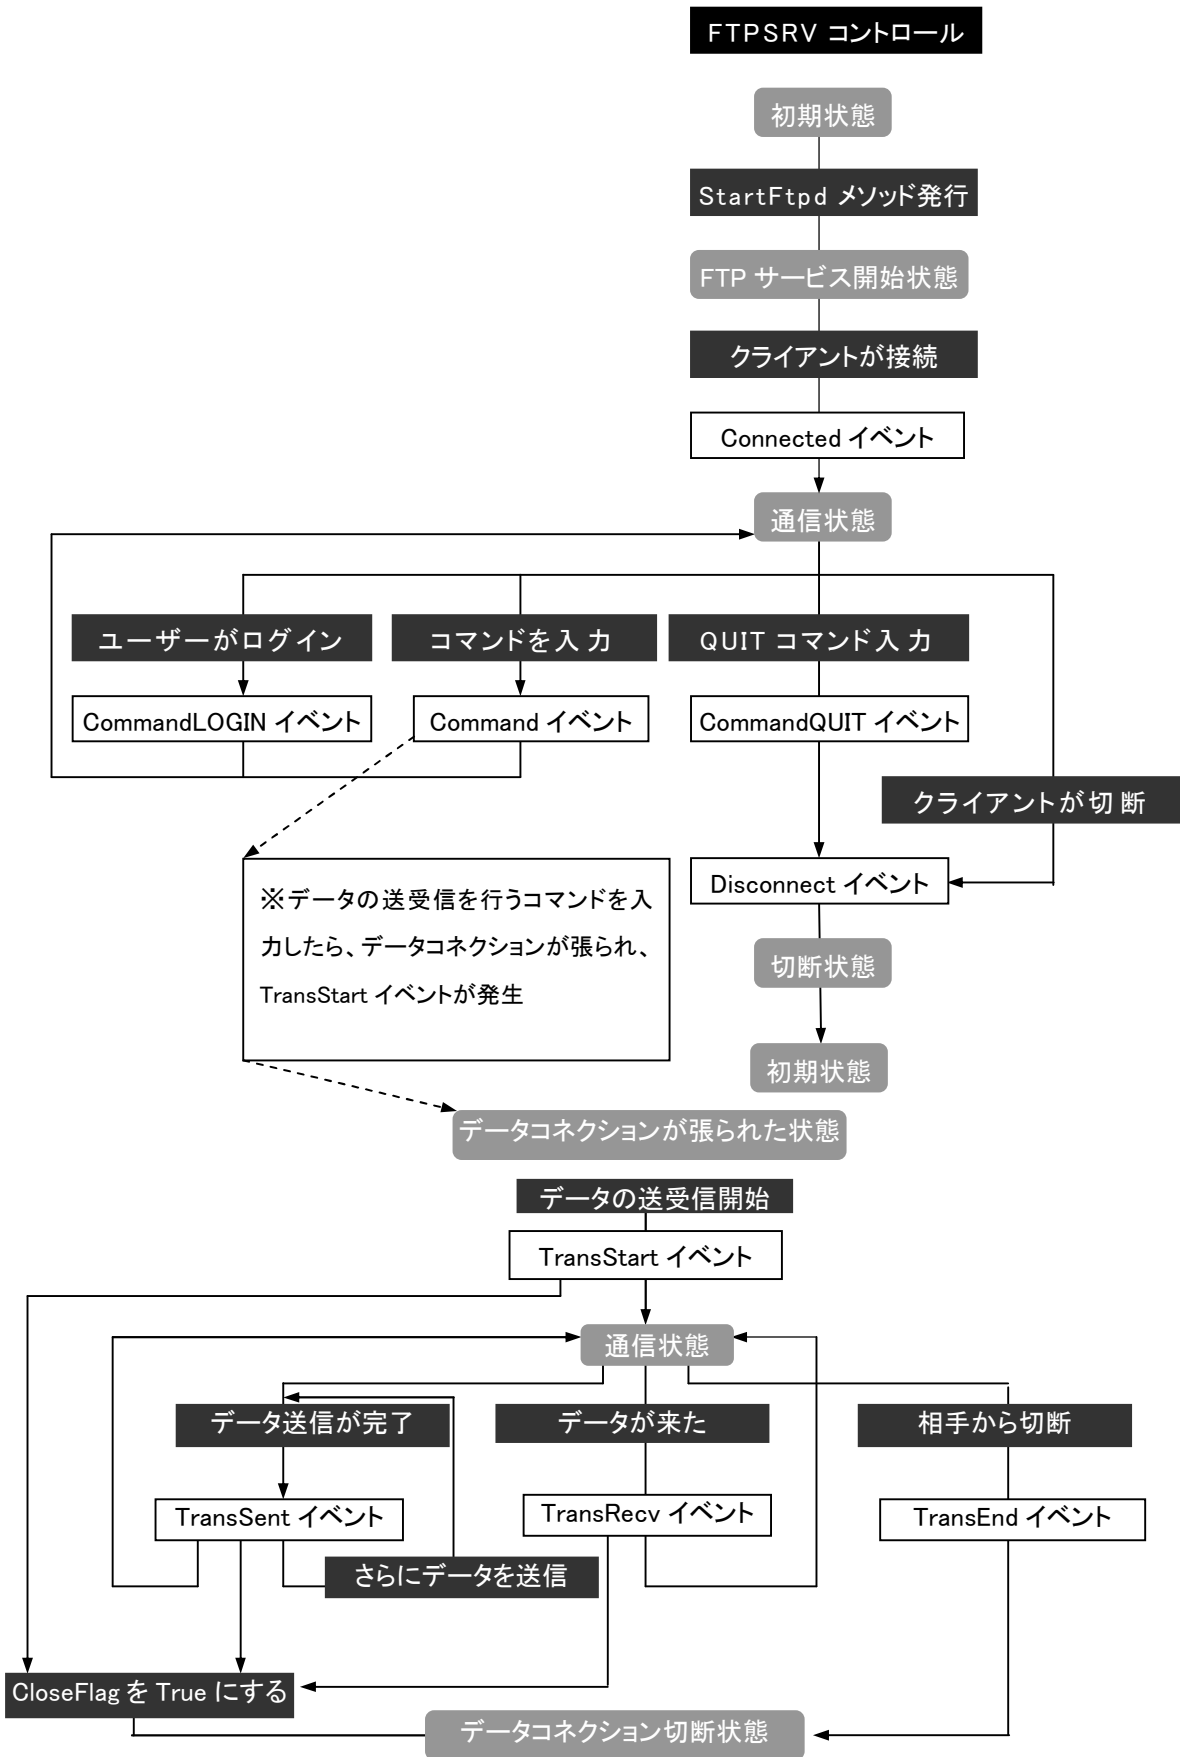 FTPSRV コントロール
初期状態
StartFtpd メソッド発行
FTP サービス開始状態
クライアントが接続
Connected イベント
通信状態
ユーザーがログイン
コマンドを入力
QUIT コマンド入力
CommandLOGIN イベント
Command イベント
CommandQUIT イベント
クライアントが切断
Disconnect イベント
※データの送受信を行うコマンドを入
力したら、データコネクションが張られ、
TransStart イベントが発生
切断状態
初期状態
データコネクションが張られた状態
データの送受信開始
TransStart イベント
通信状態
データ送信が完了
データが来た
相手から切断
TransSent イベント
TransRecv イベント
TransEnd イベント
さらにデータを送信
CloseFlag を True にする
データコネクション切断状態